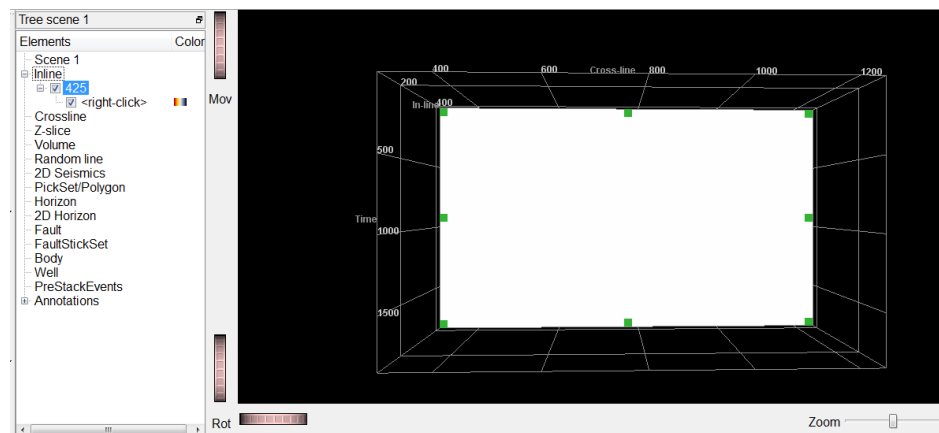 Tree scene 1
Elements Color
Scene 1
Inline
425
<right-click>
Crossline
Z-slice
Volume
Random line
2D Seismics
PickSet/Polygon
Horizon
2D Horizon
Fault
FaultStickSet
Body
Well
PreStackEvents
Annotations
Mov
Rot
400 600 Cross-line 800 1000 1200
200
In-line 400
500
Time
1000
1500
Zoom